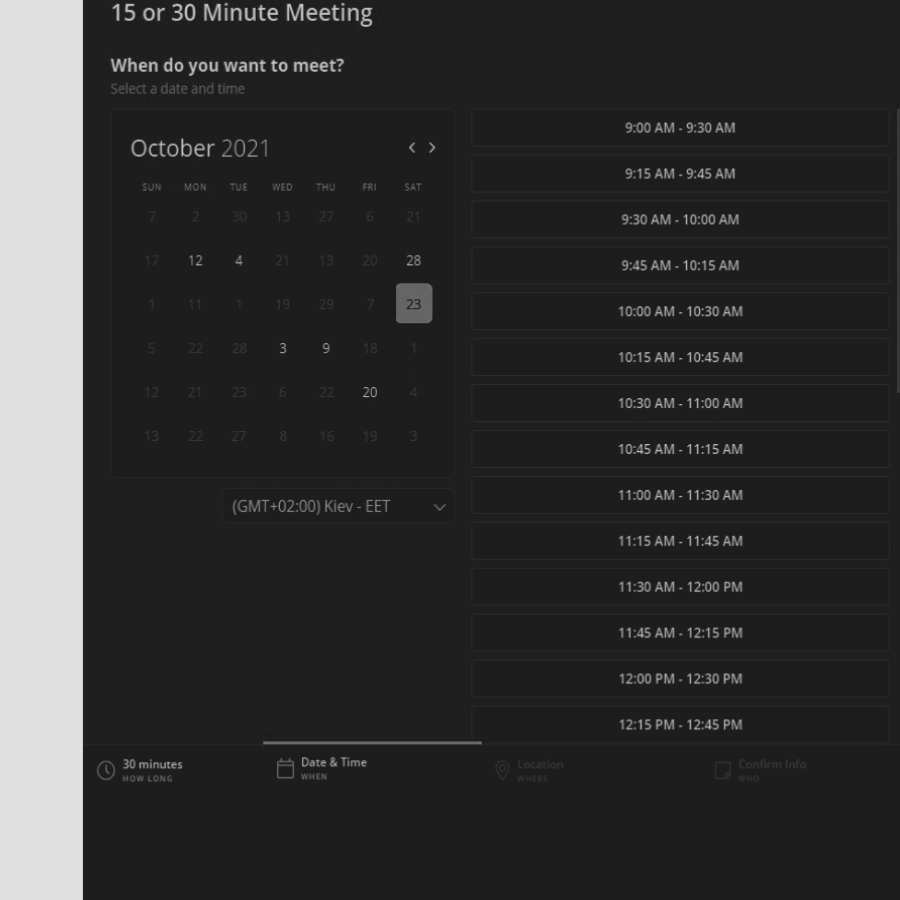 15 or 30 Minute Meeting
When do you want to meet?
Select a date and time
October 2021
SUN MON TUE WED THU FRI SAT
7 2 30 13 27 6 21
17 12 4 21 13 20 28
1 11 1 19 29 7 23
5 22 28 3 9 18 1
12 21 23 6 22 20 4
13 22 27 8 16 19 3
(GMT+02:00) Kiev - EET
9:00 AM - 9:30 AM
9:15 AM - 9:45 AM
9:30 AM - 10:00 AM
9:45 AM - 10:15 AM
10:00 AM - 10:30 AM
10:15 AM - 10:45 AM
10:30 AM - 11:00 AM
10:45 AM - 11:15 AM
11:00 AM - 11:30 AM
11:15 AM - 11:45 AM
11:30 AM - 12:00 PM
11:45 AM - 12:15 PM
12:00 PM - 12:30 PM
12:15 PM - 12:45 PM
30 minutes
HOW LONG
Date & Time
WHEN
Location
WHERE
Confirm Info
WHO